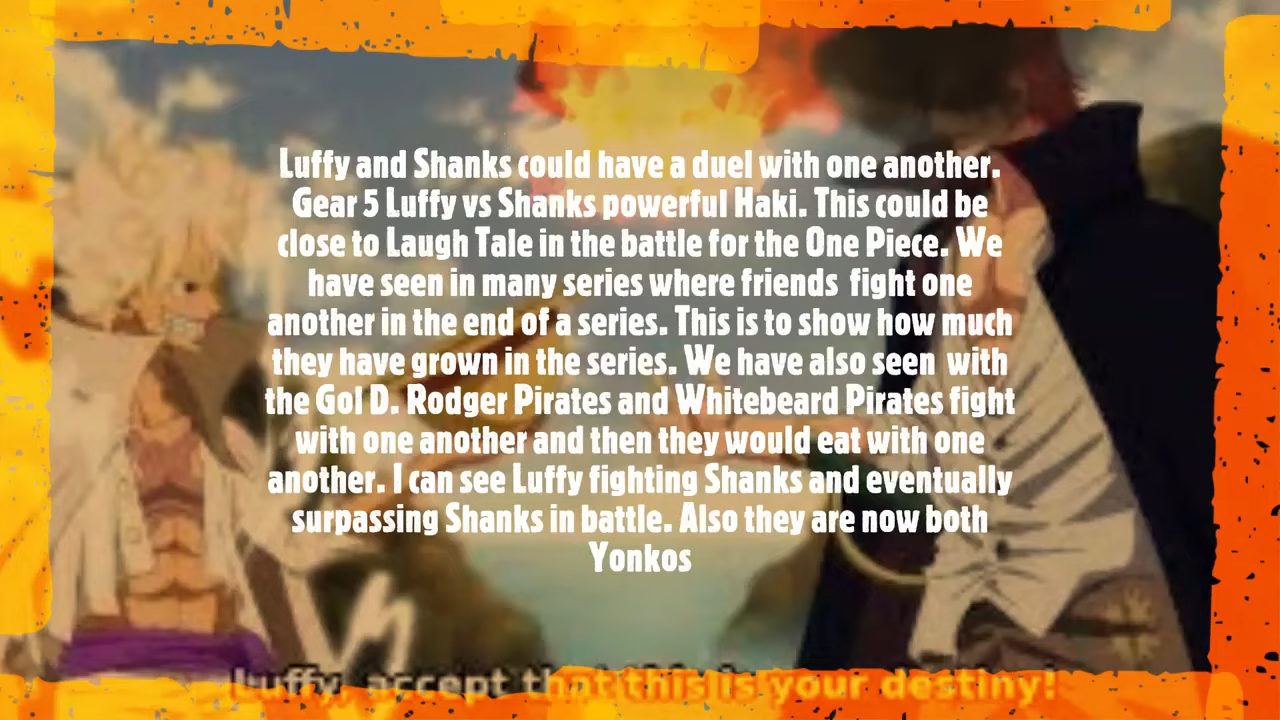 Luffy and Shanks could have a duel with one another.
Gear 5 Luffy vs Shanks powerful Haki. This could be
close to Laugh Tale in the battle for the One Piece. We
have seen in many series where friends fight one
another in the end of a series. This is to show how much
they have grown in the series. We have also seen with
the Gol D. Rodger Pirates and Whitebeard Pirates fight
with one another and then they would eat with one
another. I can see Luffy fighting Shanks and eventually
surpassing Shanks in battle. Also they are now both
Yonkos
Luffy, accept that this is your destiny!